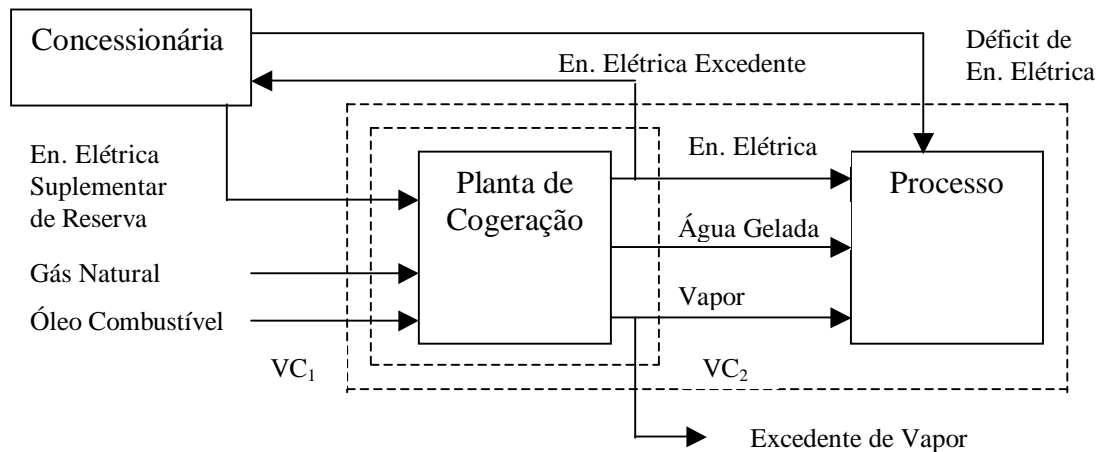 Concessionária
Déficit de
En. Elétrica
En. Elétrica Excedente
En. Elétrica
Suplementar
de Reserva
Planta de
Cogeração
En. Elétrica
Processo
Água Gelada
Gás Natural
Vapor
Óleo Combustível
VC₁
VC₂
Excedente de Vapor